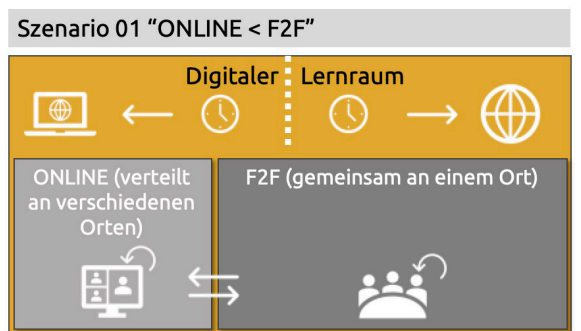 Szenario 01 “ONLINE < F2F”
Digitaler Lernraum
ONLINE (verteilt
an verschiedenen
Orten)
F2F (gemeinsam an einem Ort)